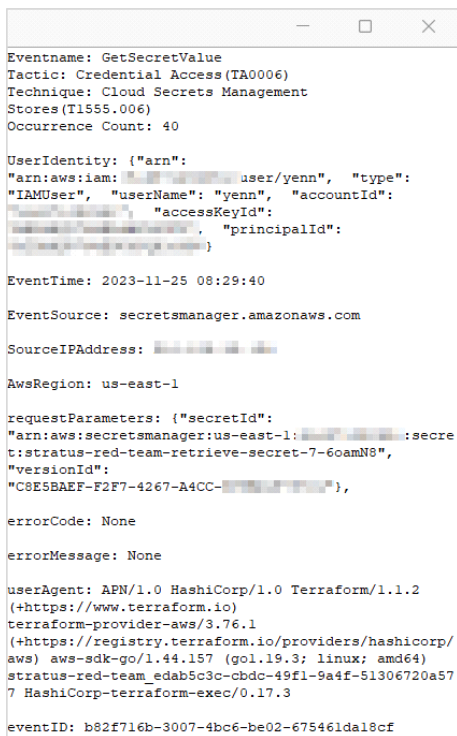 Eventname: GetSecretValue
Tactic: Credential Access(TA0006)
Technique: Cloud Secrets Management
Stores(T1555.006)
Occurrence Count: 40
UserIdentity: {"arn":
"arn:aws:iam: user/yenn", "type":
"IAMUser", "userName": "yenn", "accountId":
, "accessKeyId":
, "principalId":
}
EventTime: 2023-11-25 08:29:40
EventSource: secretsmanager.amazonaws.com
SourceIPAddress:
AwsRegion: us-east-1
requestParameters: {"secretId":
"arn:aws:secretsmanager:us-east-1: :secre
t:stratus-red-team-retrieve-secret-7-6oamN8",
"versionId":
"C8E5BAEF-F2F7-4267-A4CC- "},
errorCode: None
errorMessage: None
userAgent: APN/1.0 HashiCorp/1.0 Terraform/1.1.2
(+https://www.terraform.io)
terraform-provider-aws/3.76.1
(+https://registry.terraform.io/providers/hashicorp/
aws) aws-sdk-go/1.44.157 (go1.19.3; linux; amd64)
stratus-red-team_edab5c3c-cbdc-49f1-9a4f-51306720a57
7 HashiCorp-terraform-exec/0.17.3
eventID: b82f716b-3007-4bc6-be02-675461da18cf